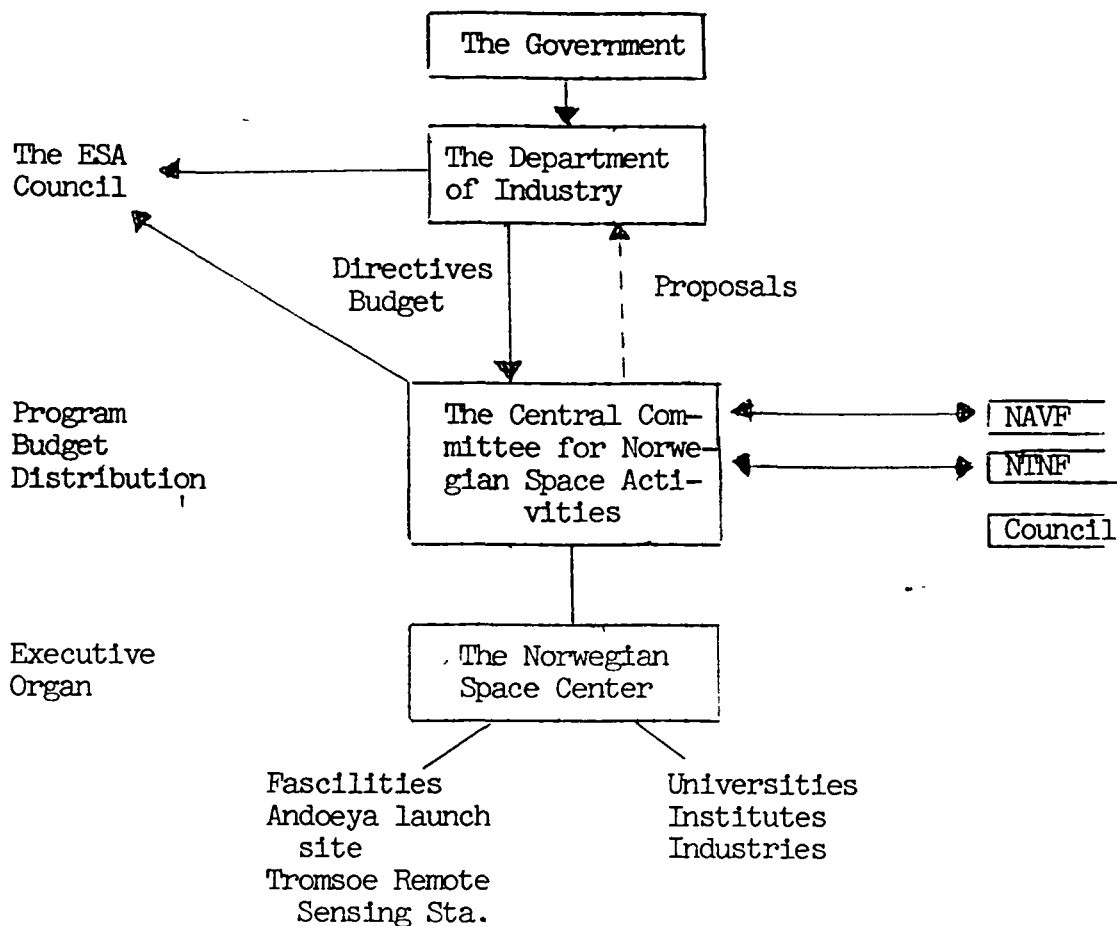 The Government
The ESA
Council
The Department
of Industry
Directives
Budget
Proposals
Program
Budget
Distribution
The Central Com-
mittee for Norwe-
gian Space Acti-
vities
NAVF
NTNF
Council
Executive
Organ
The Norwegian
Space Center
Fascilities
Andoeya launch
site
Tromsoe Remote
Sensing Sta.
Universities
Institutes
Industries